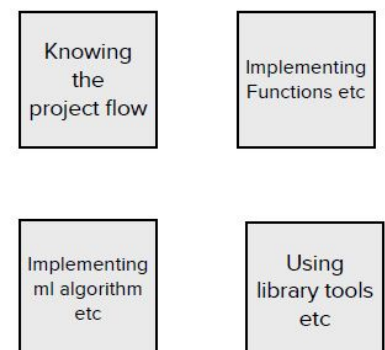 Knowing
the
project flow
Implementing
Functions etc
Implementing
ml algorithm
etc
Using
library tools
etc